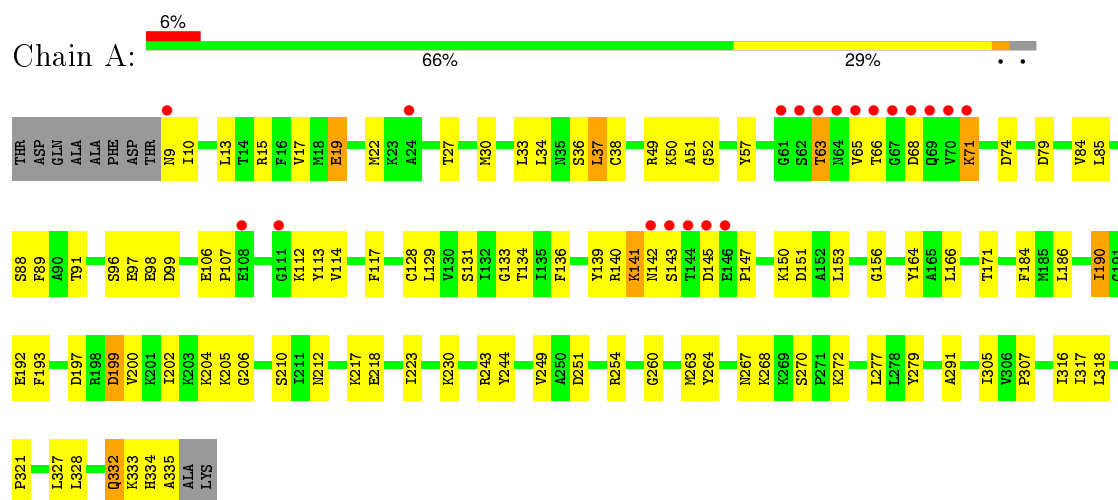 6%
Chain A:
66% 29% • •
THR ASP GLN ALA ALA PHE ASP THR N9 I10 L13 T14 R15 F16 V17 M18 E19 M22 K23 A24 T27 M30 L33 L34 N35 S36 L37 C38 R49 K50 A51 G52 Y57 G61 S62 T63 N64 V65 T66 G67 D68 Q69 V70 K71 D74 D79 V84 L85
S88 F89 A90 T91 S96 E97 E98 D99 E106 P107 E108 G111 K112 Y113 V114 F117 C128 L129 V130 S131 I132 G133 T134 I135 F136 Y139 R140 K141 N142 S143 T144 D145 E146 P147 K150 D151 A152 L153 G156 Y164 A165 L166 T171 F184 M185 L186 I190 G191
E192 F193 D197 R198 D199 V200 K201 I202 K203 K204 K205 G206 S210 I211 N212 K217 E218 I223 K230 R243 Y244 V249 A250 D251 R254 G260 M263 Y264 N267 K268 K269 S270 P271 K272 L277 L278 Y279 A291 I305 V306 P307 I316 I317 L318
P321 L327 L328 Q332 K333 H334 A335 ALA LYS